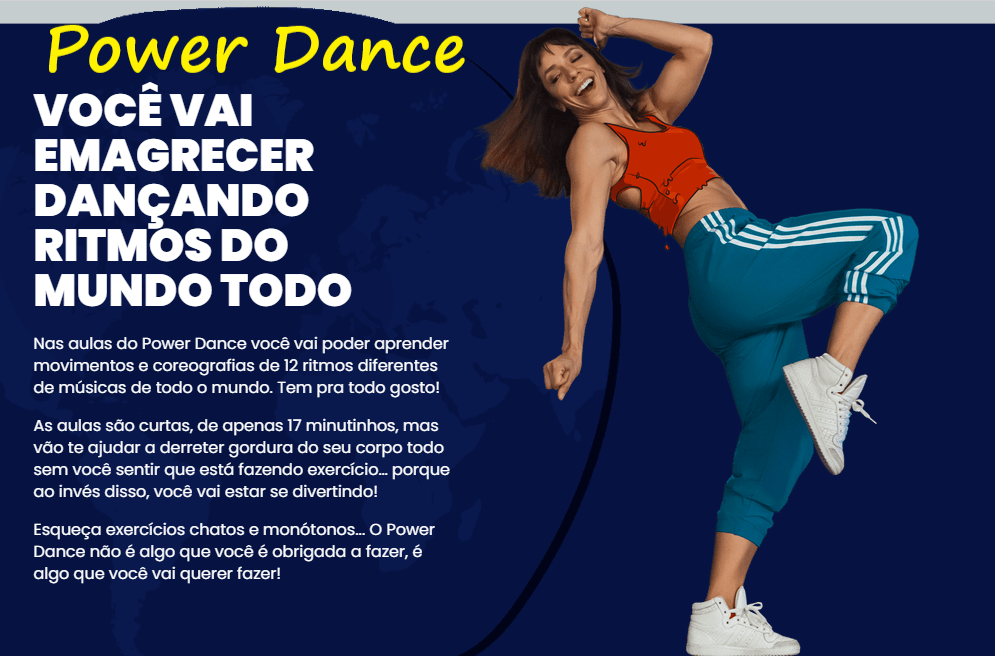 Power Dance
VOCÊ VAI
EMAGRECER
DANÇANDO
RITMOS DO
MUNDO TODO
Nas aulas do Power Dance você vai poder aprender
movimentos e coreografias de 12 ritmos diferentes
de músicas de todo o mundo. Tem pra todo gosto!
As aulas são curtas, de apenas 17 minutinhos, mas
vão te ajudar a derreter gordura do seu corpo todo
sem você sentir que está fazendo exercício... porque
ao invés disso, você vai estar se divertindo!
Esqueça exercícios chatos e monótonos... O Power
Dance não é algo que você é obrigada a fazer, é
algo que você vai querer fazer!